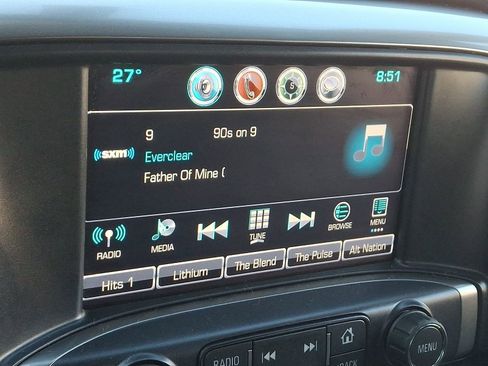 27° 8:51
S
9 90s on 9
((sxm)) Everclear
Father Of Mine (
RADIO MEDIA TUNE BROWSE MENU
Hits 1 Lithium The Blend The Pulse Alt Nation
RADIO MENU
BACK